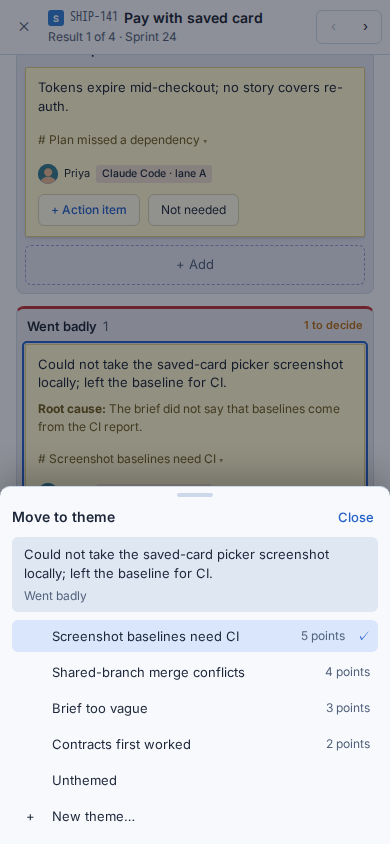 S SHIP-141 Pay with saved card
Result 1 of 4 · Sprint 24
Tokens expire mid-checkout; no story covers re-
auth.
# Plan missed a dependency
Priya Claude Code · lane A
+ Action item Not needed
+ Add
Went badly 1 1 to decide
Could not take the saved-card picker screenshot
locally; left the baseline for CI.
Root cause: The brief did not say that baselines come
from the CI report.
# Screenshot baselines need CI
Move to theme Close
Could not take the saved-card picker screenshot
locally; left the baseline for CI.
Went badly
Screenshot baselines need CI 5 points ✓
Shared-branch merge conflicts 4 points
Brief too vague 3 points
Contracts first worked 2 points
Unthemed
+ New theme...